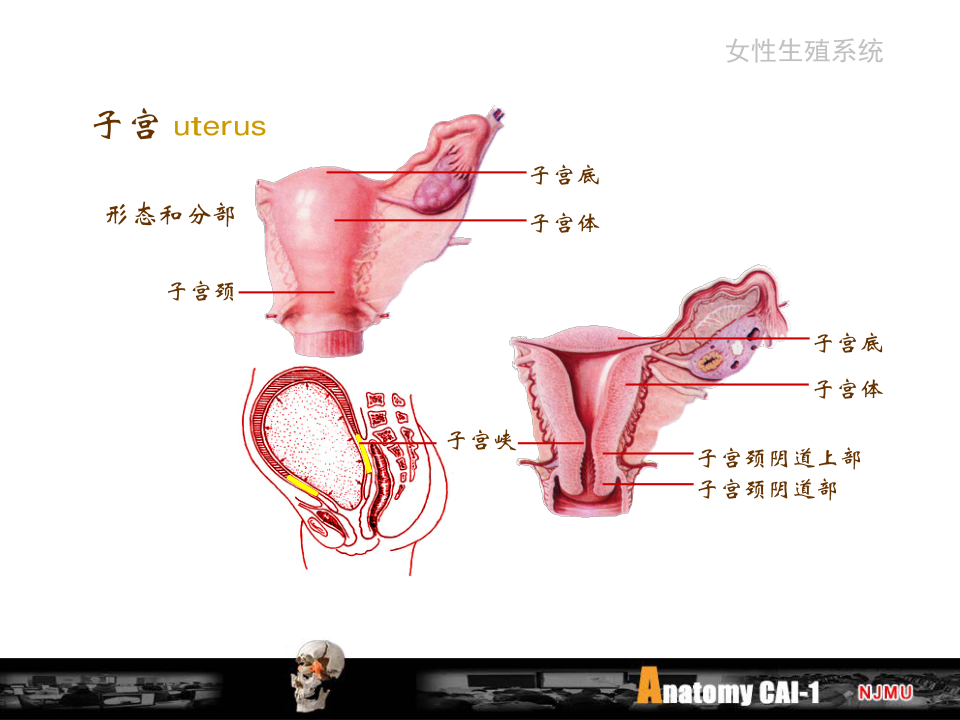 女性生殖系统
子宫 uterus
子宫底
形态和分部
子宫体
子宫颈
子宫底
子宫体
子宫峡
子宫颈阴道上部
子宫颈阴道部
Anatomy CAI-1
NJMU